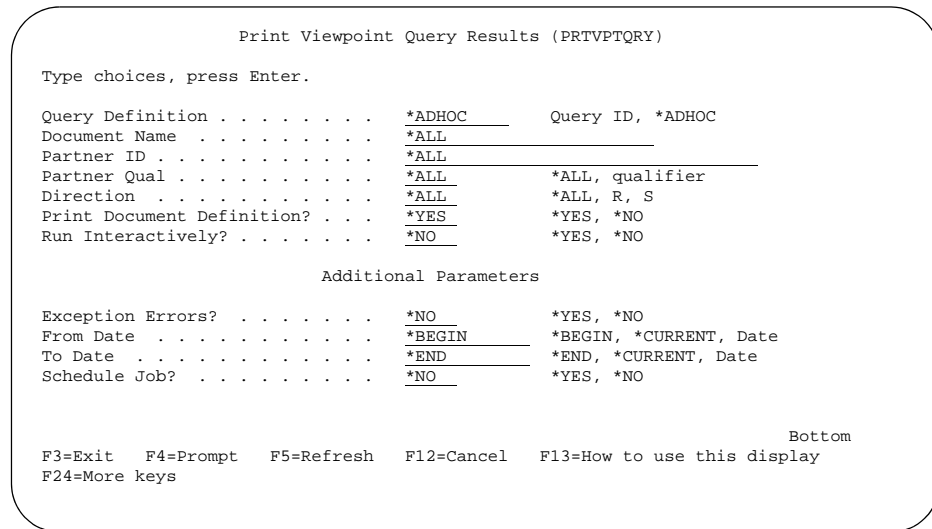 Print Viewpoint Query Results (PRTVPTQRY)
Type choices, press Enter.
Query Definition . . . . . . . . *ADHOC Query ID, *ADHOC
Document Name . . . . . . . . . *ALL
Partner ID . . . . . . . . . . . *ALL
Partner Qual . . . . . . . . . . *ALL *ALL, qualifier
Direction . . . . . . . . . . . *ALL *ALL, R, S
Print Document Definition? . . . *YES *YES, *NO
Run Interactively? . . . . . . . *NO *YES, *NO
Additional Parameters
Exception Errors? . . . . . . . *NO *YES, *NO
From Date . . . . . . . . . . . *BEGIN *BEGIN, *CURRENT, Date
To Date . . . . . . . . . . . . *END *END, *CURRENT, Date
Schedule Job? . . . . . . . . . *NO *YES, *NO
Bottom
F3=Exit F4=Prompt F5=Refresh F12=Cancel F13=How to use this display
F24=More keys